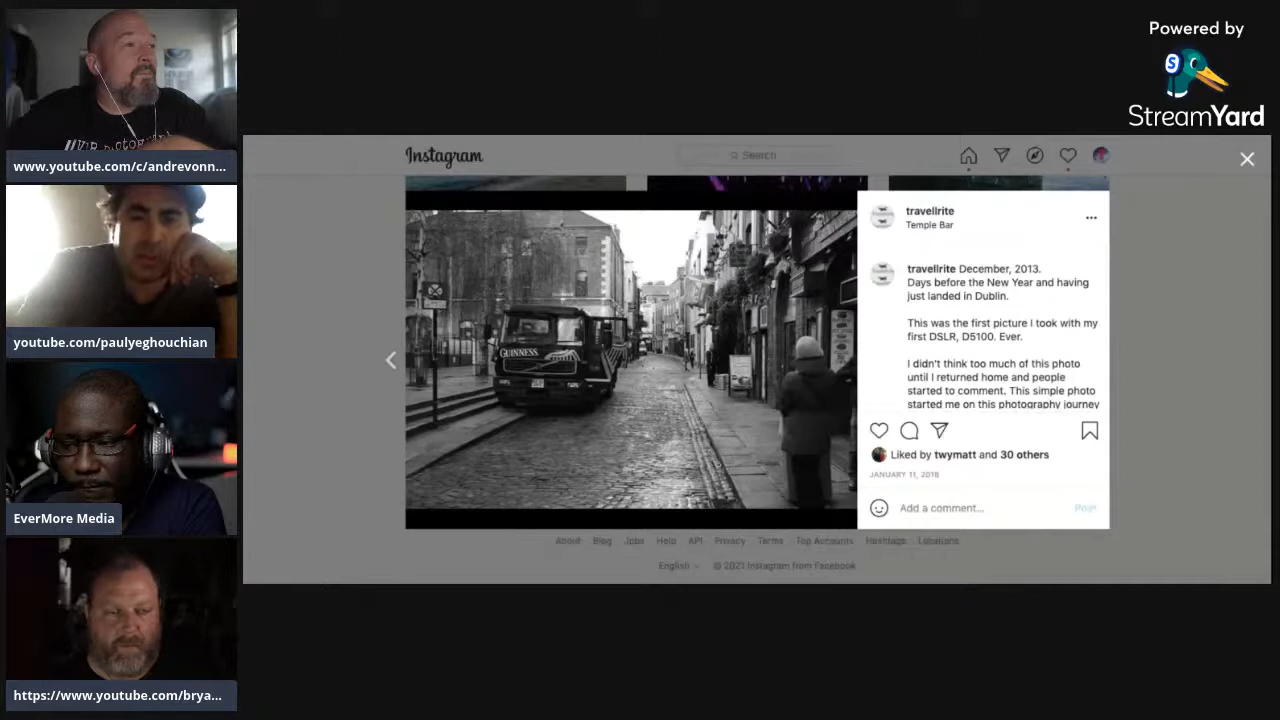 www.youtube.com/c/andrevonn...
youtube.com/paulyeghouchian
EverMore Media
https://www.youtube.com/brya...
Powered by
StreamYard
Instagram
Search
GUINNESS
travellrite
Temple Bar
travellrite December, 2013.
Days before the New Year and having
just landed in Dublin.
This was the first picture I took with my
first DSLR, D5100. Ever.
I didn't think too much of this photo
until I returned home and people
started to comment. This simple photo
started me on this photography journey
Liked by twymatt and 30 others
JANUARY 11, 2018
Add a comment...
Post
About Blog Jobs Help API Privacy Terms Top Accounts Hashtags Locations
English
© 2021 Instagram from Facebook